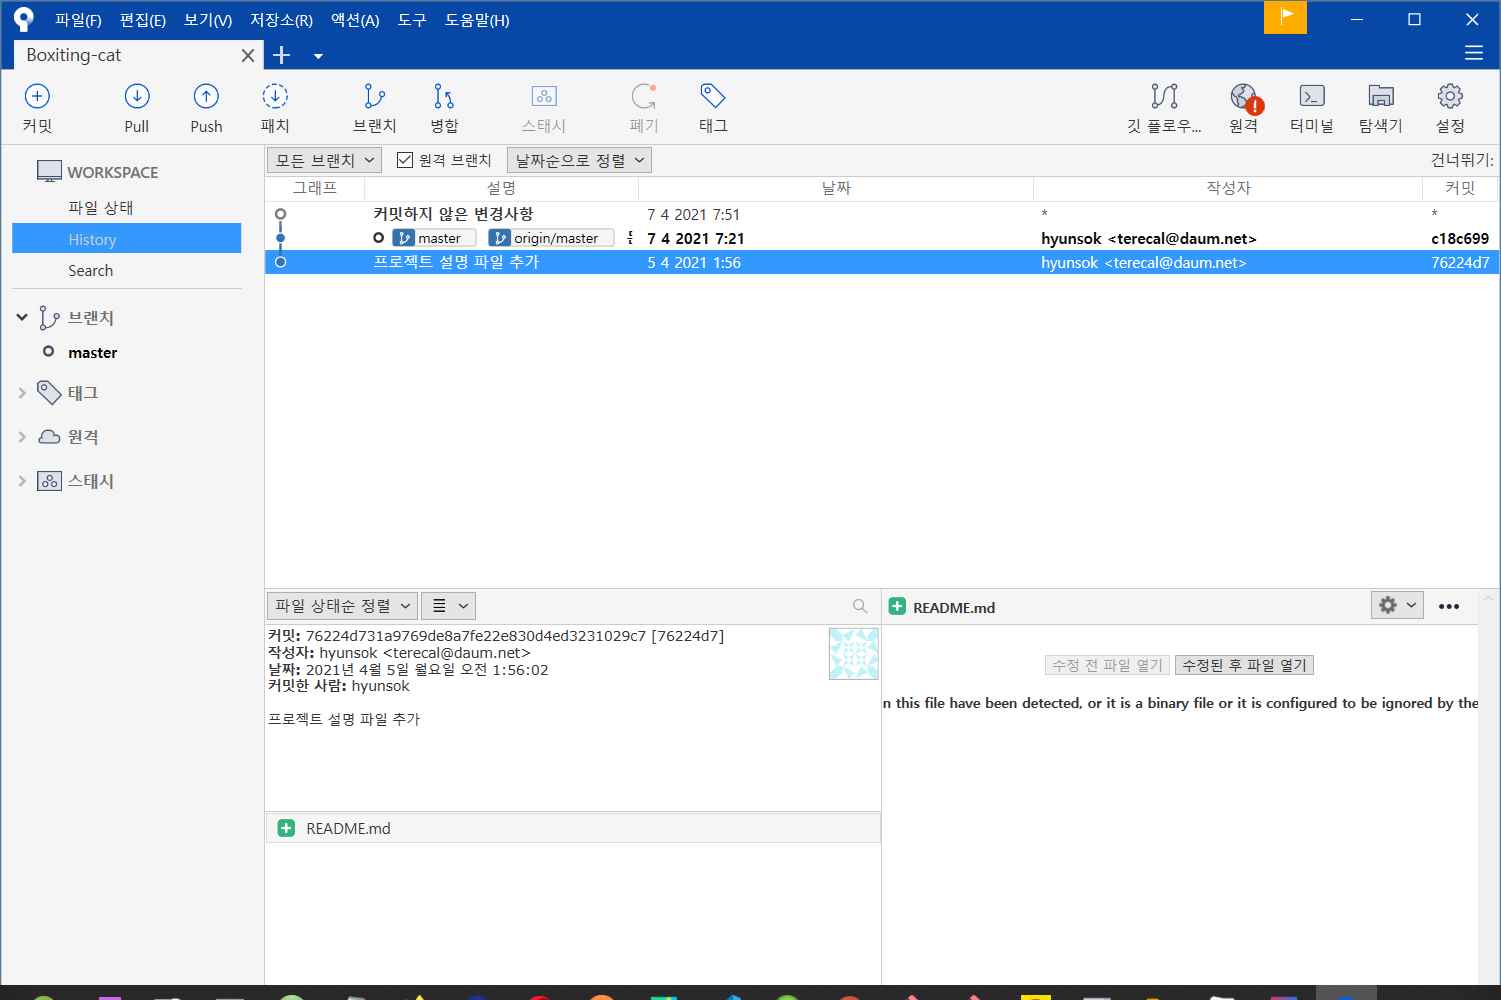 파일(F) 편집(E) 보기(V) 저장소(R) 액션(A) 도구 도움말(H)
Boxiting-cat
커밋 Pull Push 패치 브랜치 병합 스태시 폐기 태그 깃 플로우... 원격 터미널 탐색기 설정
WORKSPACE
파일 상태
History
Search
브랜치
master
태그
원격
스태시
모든 브랜치 원격 브랜치 날짜순으로 정렬 건너뛰기:
그래프 설명 날짜 작성자 커밋
커밋하지 않은 변경사항 7 4 2021 7:51 * *
master origin/master 7 4 2021 7:21 hyunsok <terecal@daum.net> c18c699
프로젝트 설명 파일 추가 5 4 2021 1:56 hyunsok <terecal@daum.net> 76224d7
파일 상태순 정렬
커밋: 76224d731a9769de8a7fe22e830d4ed3231029c7 [76224d7]
작성자: hyunsok <terecal@daum.net>
날짜: 2021년 4월 5일 월요일 오전 1:56:02
커밋한 사람: hyunsok
프로젝트 설명 파일 추가
README.md
README.md
수정 전 파일 열기 수정된 후 파일 열기
n this file have been detected, or it is a binary file or it is configured to be ignored by the